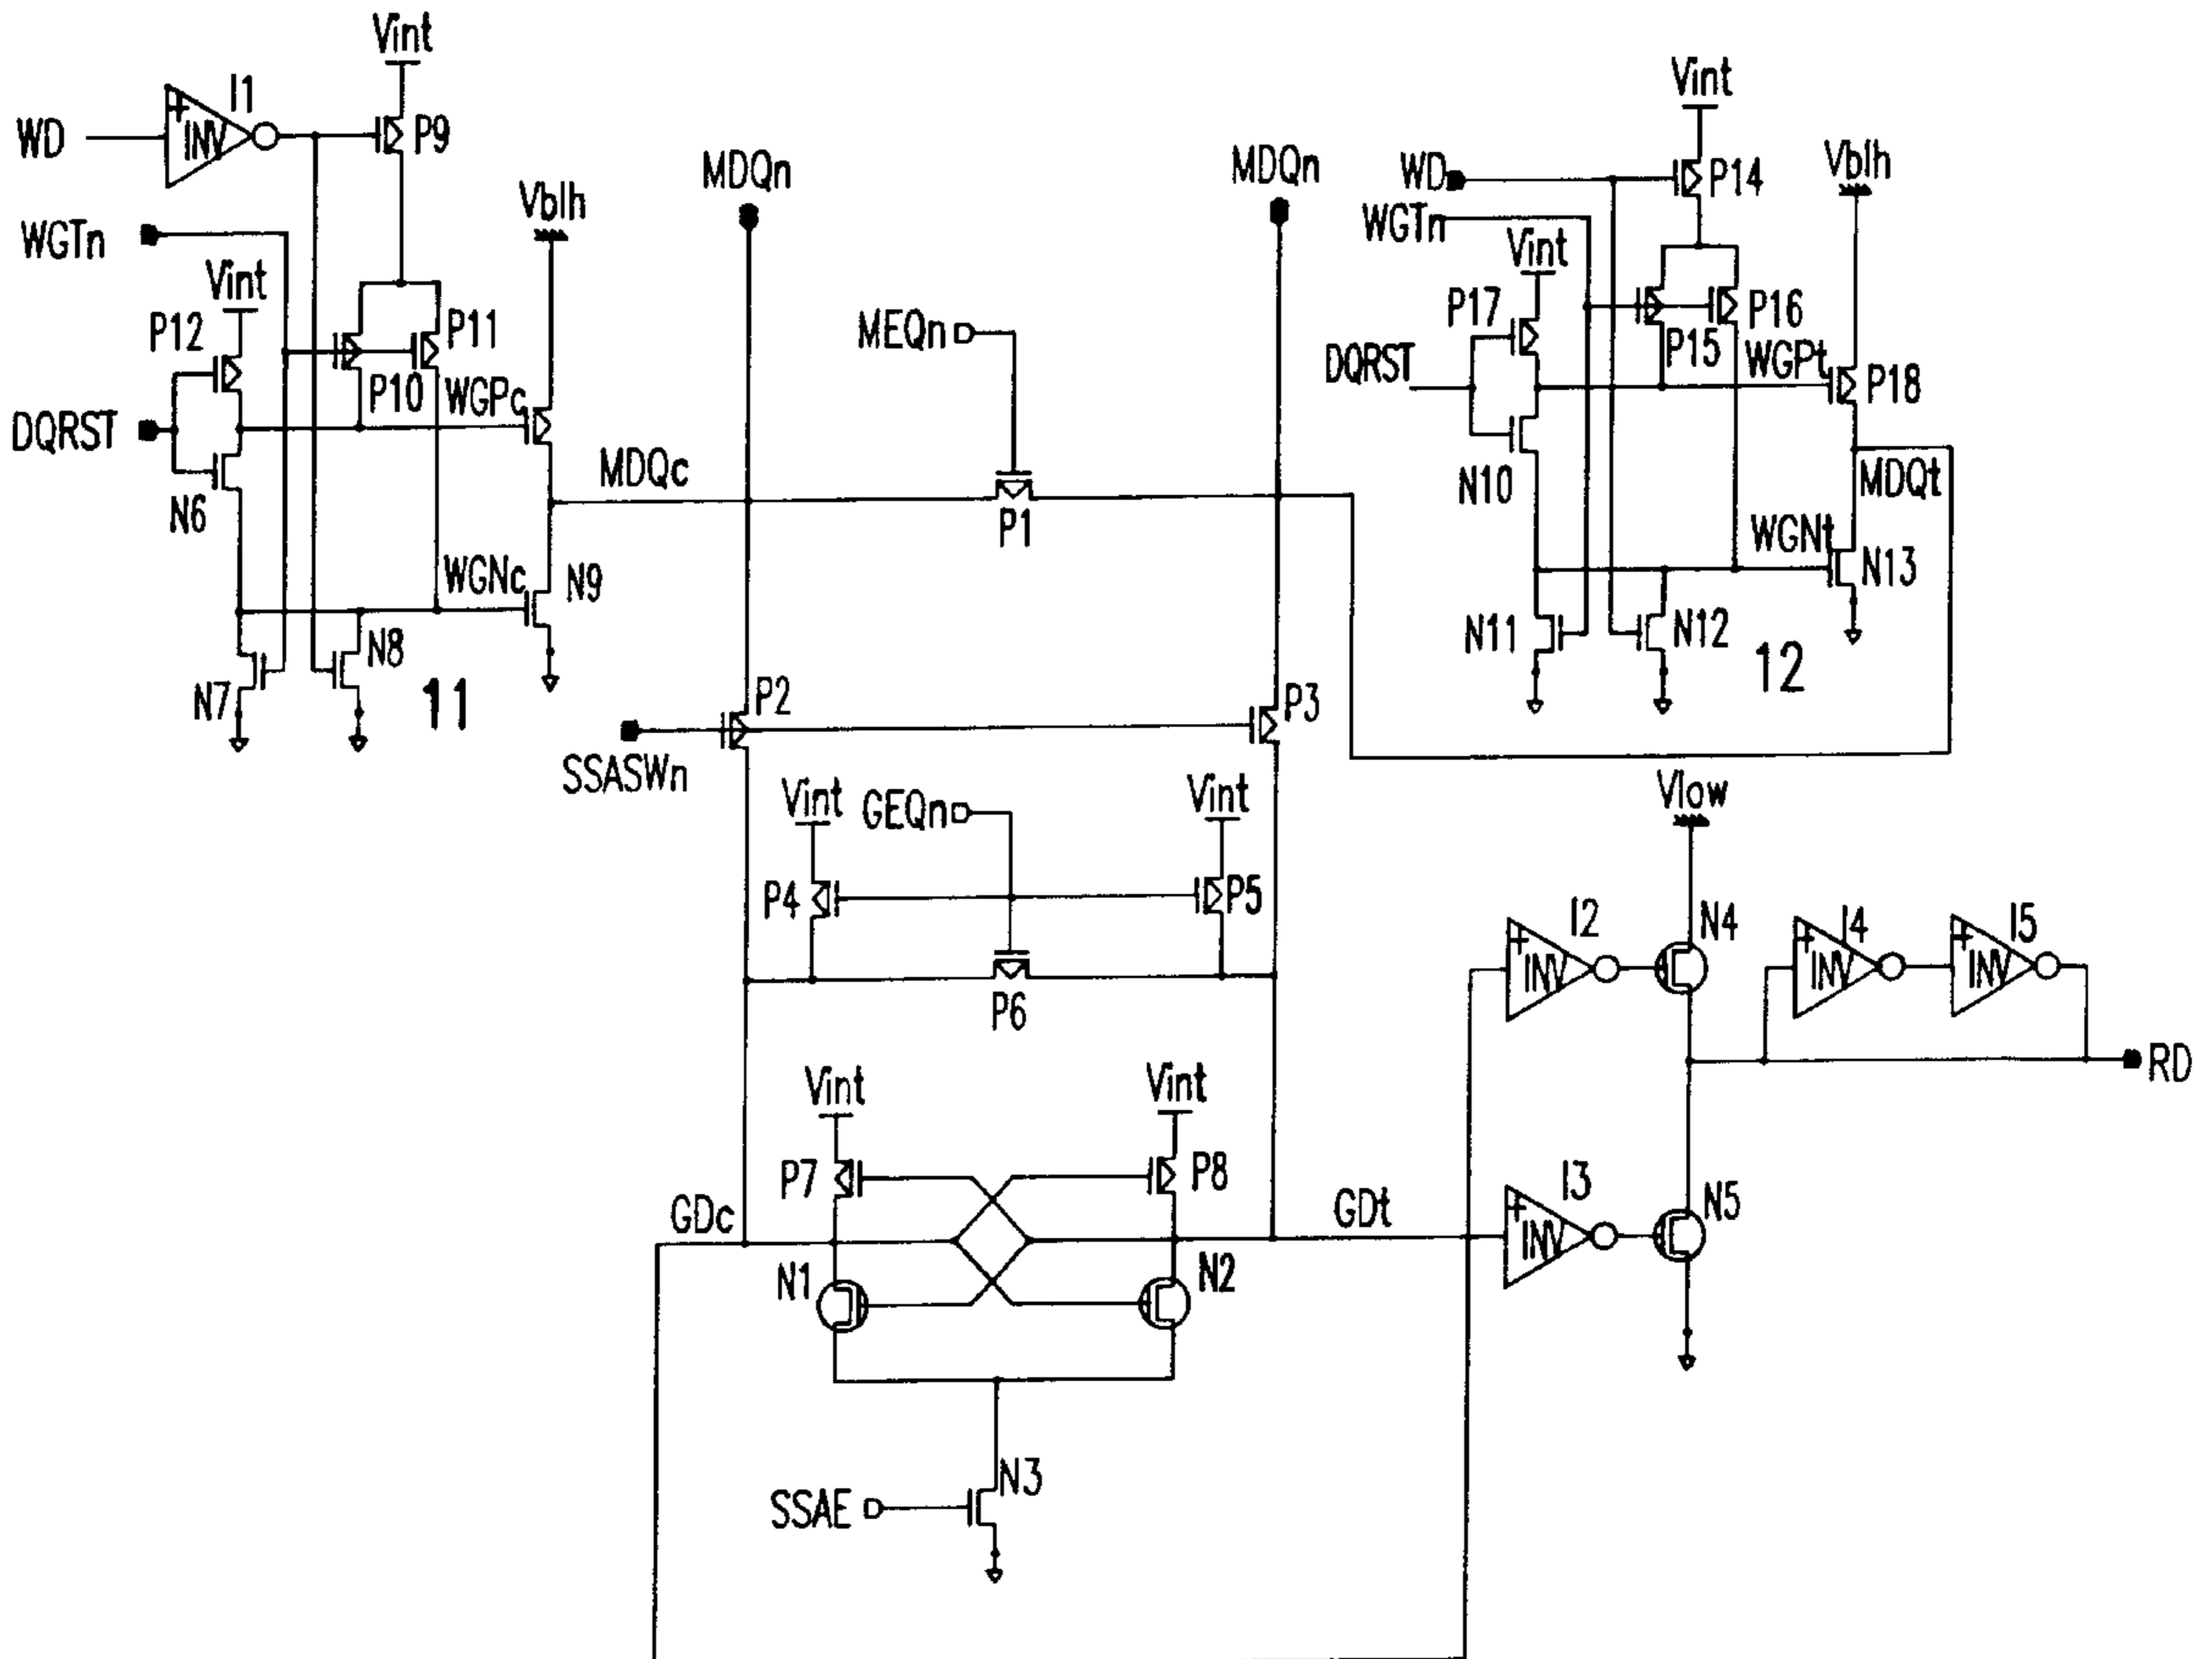 Vint
I1
+
INV
WD
P9
WGTn
Vblh
MDQn
MDQn
Vint
WD
P14
Vblh
WGTn
Vint
Vint
P12
P11
P10
WGPc
DQRST
N6
MDQc
MEQn
P1
P17
P16
P15
WGPt
P18
DQRST
N10
MDQt
WGNc
N9
WGNt
N13
N8
N7
11
N11
N12
12
P2
P3
SSASWn
Vint
GEQn
Vint
P4
P5
P6
Vlow
I2
+
INV
N4
I4
+
INV
I5
+
INV
RD
Vint
Vint
P7
P8
GDc
GDt
I3
+
INV
N5
N1
N2
SSAE
N3